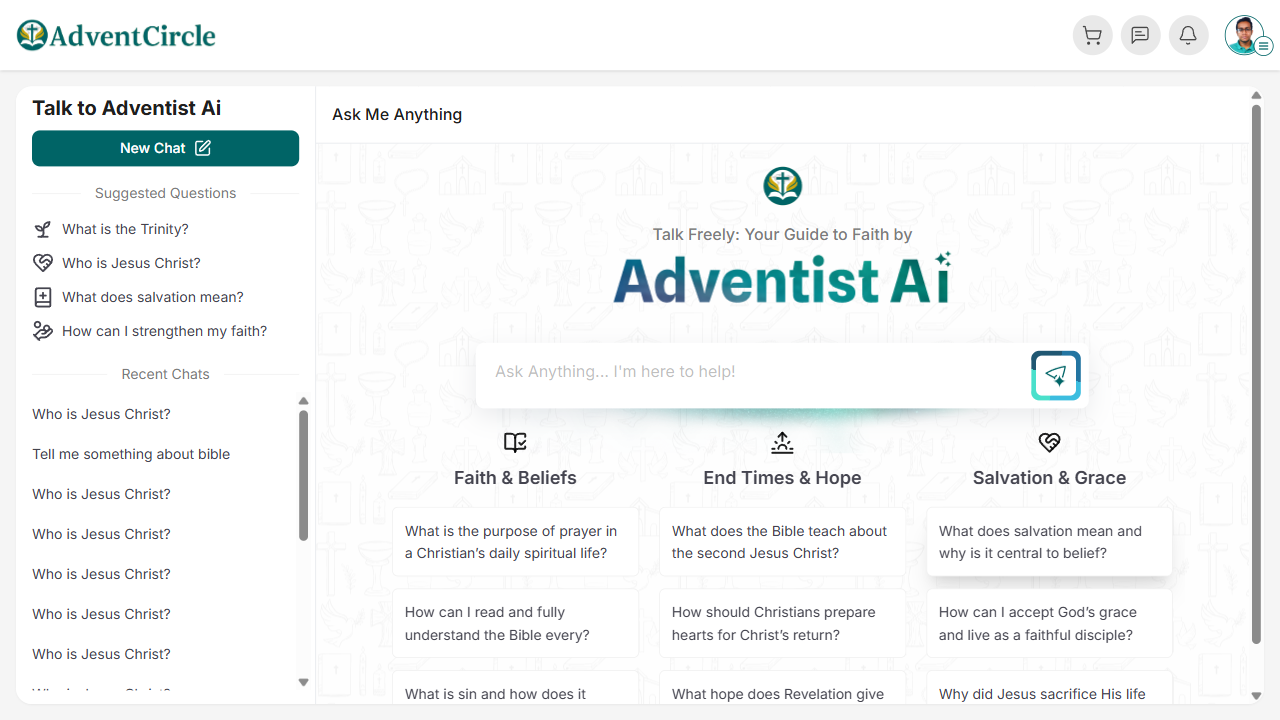 AdventCircle
Talk to Adventist Ai
New Chat
Suggested Questions
What is the Trinity?
Who is Jesus Christ?
What does salvation mean?
How can I strengthen my faith?
Recent Chats
Who is Jesus Christ?
Tell me something about bible
Who is Jesus Christ?
Who is Jesus Christ?
Who is Jesus Christ?
Who is Jesus Christ?
Who is Jesus Christ?
Ask Me Anything
Talk Freely: Your Guide to Faith by
Adventist Ai
Ask Anything... I'm here to help!
Faith & Beliefs
What is the purpose of prayer in
a Christian’s daily spiritual life?
How can I read and fully
understand the Bible every?
What is sin and how does it
End Times & Hope
What does the Bible teach about
the second Jesus Christ?
How should Christians prepare
hearts for Christ’s return?
What hope does Revelation give
Salvation & Grace
What does salvation mean and
why is it central to belief?
How can I accept God’s grace
and live as a faithful disciple?
Why did Jesus sacrifice His life